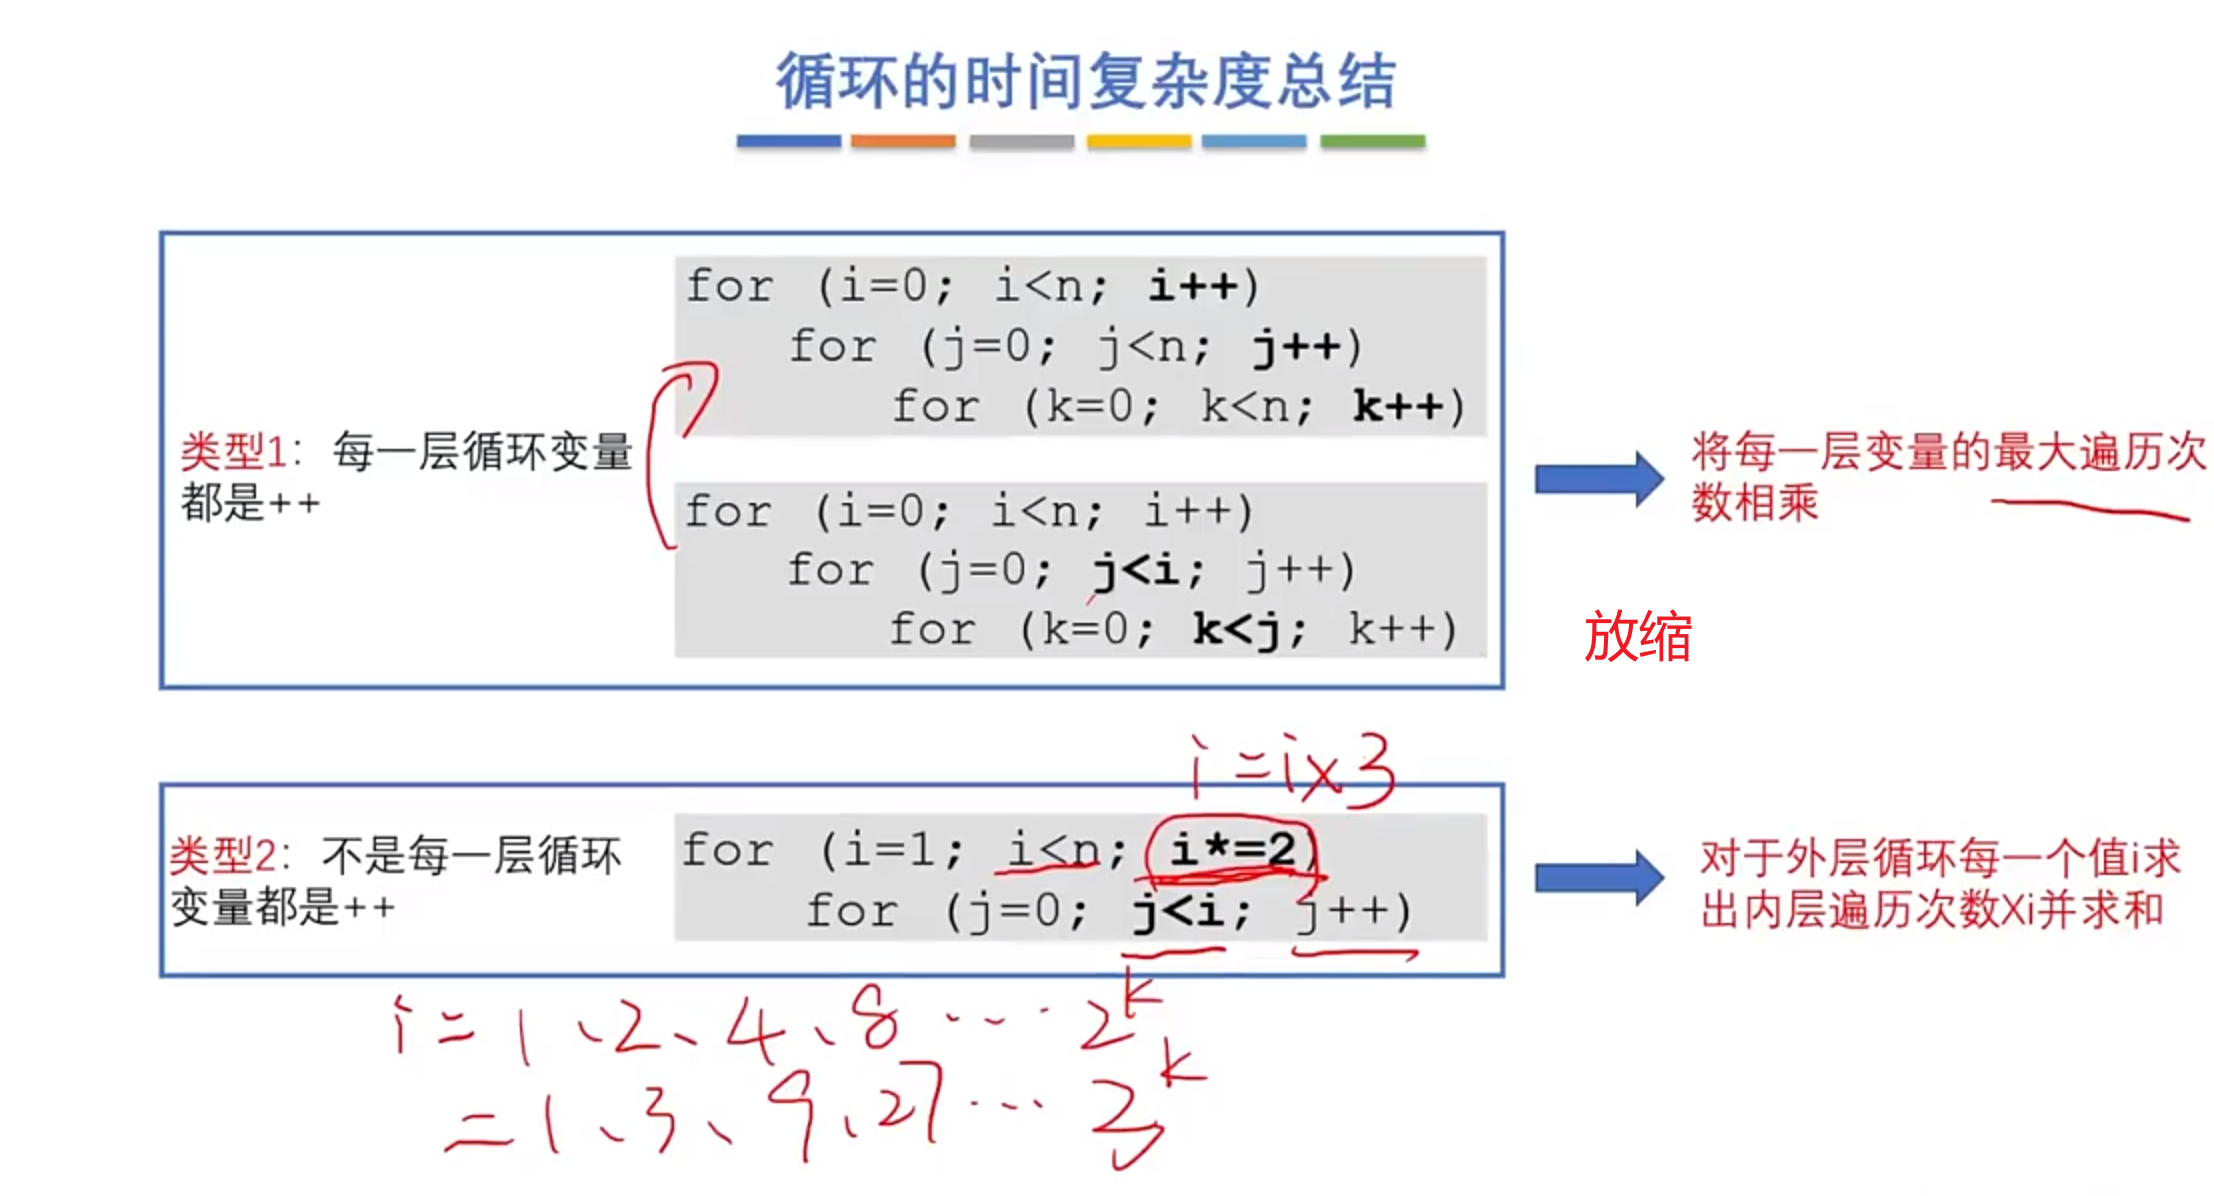 循环的时间复杂度总结
for (i=0; i<n; i++)
for (j=0; j<n; j++)
for (k=0; k<n; k++)
类型1：每一层循环变量
都是++
for (i=0; i<n; i++)
for (j=0; j<i; j++)
for (k=0; k<j; k++)
将每一层变量的最大遍历次
数相乘
放缩
i=i×3
类型2：不是每一层循环
变量都是++
for (i=1; i<n; i*=2)
for (j=0; j<i; j++)
对于外层循环每一个值i求
出内层遍历次数Xi并求和
i=1、2、4、8…2^k
=1、3、9、27…3^k